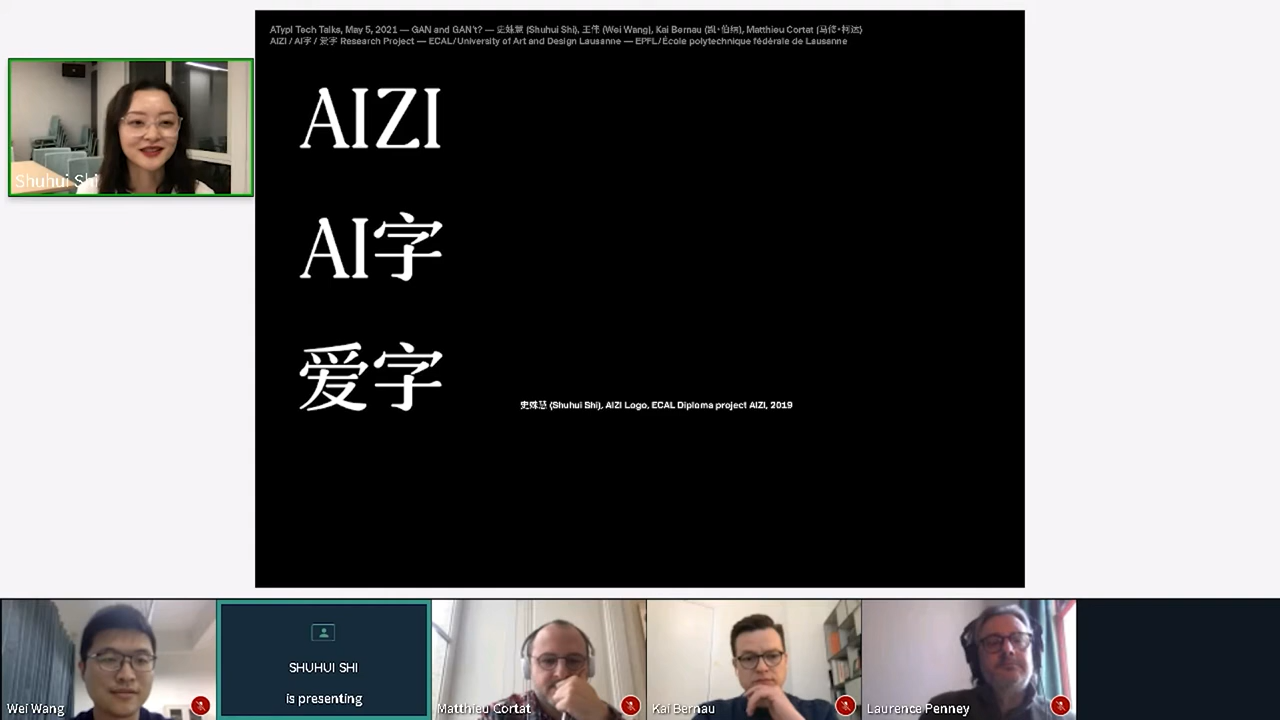 ATypI Tech Talks, May 5, 2021 — GAN and GAN't? — 史姝慧 (Shuhui Shi), 王伟 (Wei Wang), Kai Bernau (凯·伯纳), Matthieu Cortat (马修·柯达)
AIZI / AI字 / 爱字 Research Project — ECAL/University of Art and Design Lausanne — EPFL/École polytechnique fédérale de Lausanne
AIZI
Shuhui Shi
AI字
爱字
史姝慧 (Shuhui Shi), AIZI Logo, ECAL Diploma project AIZI, 2019
SHUHUI SHI
is presenting
Wei Wang
Matthieu Cortat
Kai Bernau
Laurence Penney